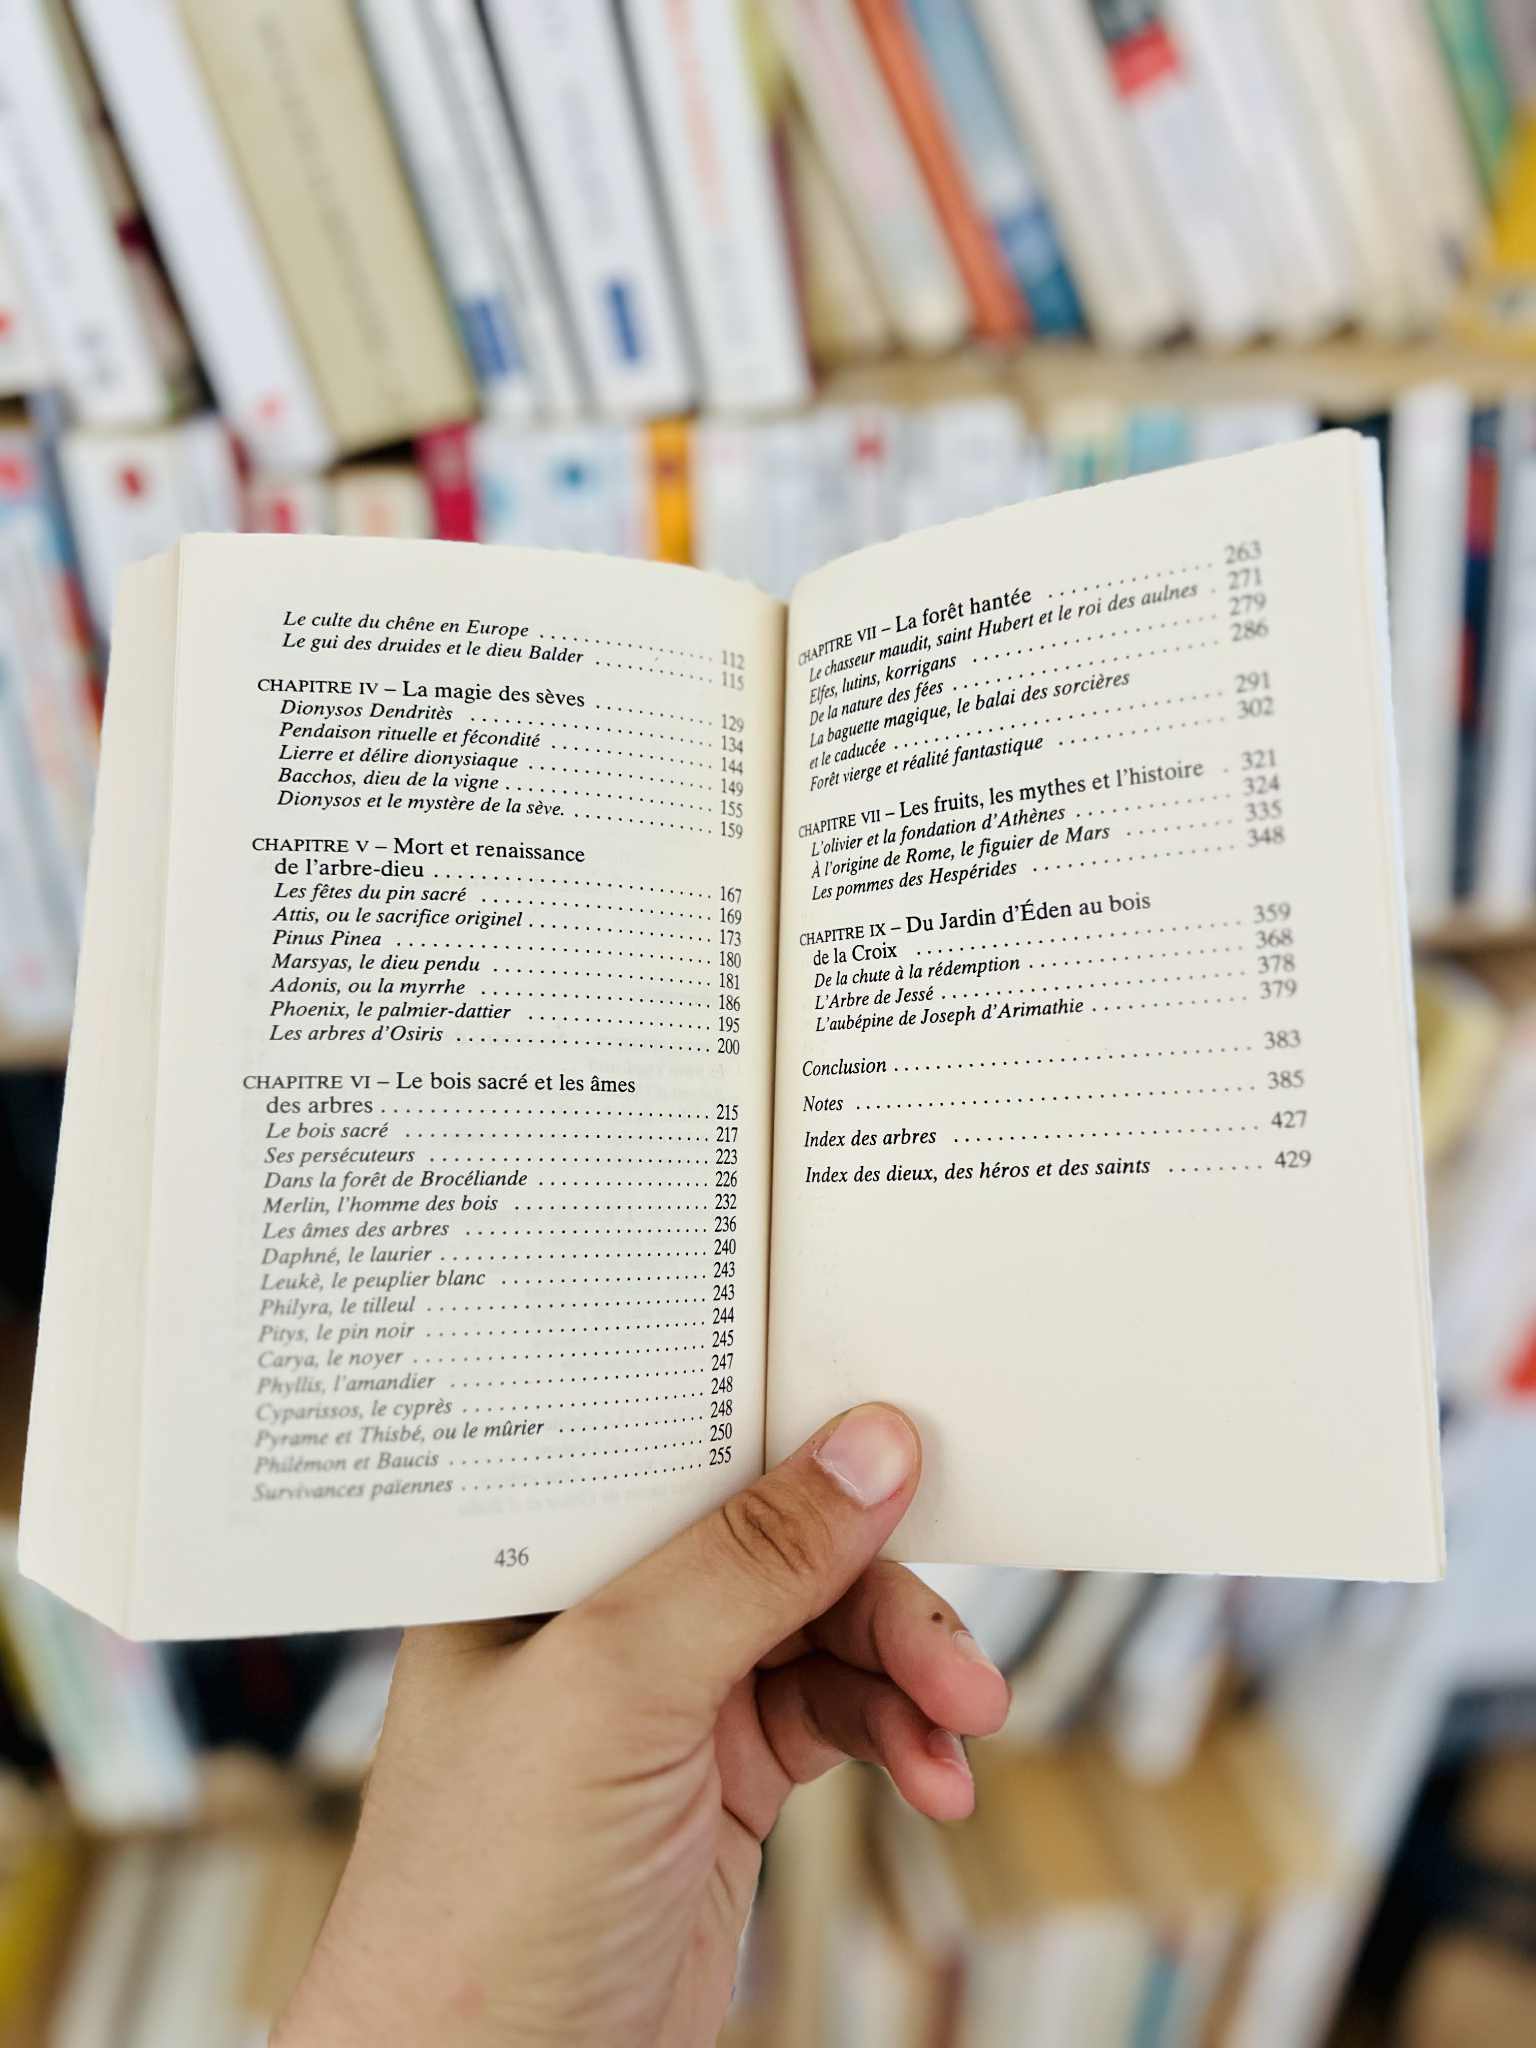 Le culte du chêne en Europe . . . . . . . . . . . . . . . 112
Le gui des druides et le dieu Balder . . . . . . . . . . . 115
CHAPITRE IV – La magie des sèves . . . . . . . . . . . 129
Dionysos Dendritès . . . . . . . . . . . . . . . . . . . . 134
Pendaison rituelle et fécondité . . . . . . . . . . . . . . 144
Lierre et délire dionysiaque . . . . . . . . . . . . . . . . 149
Bacchos, dieu de la vigne . . . . . . . . . . . . . . . . . 155
Dionysos et le mystère de la sève. . . . . . . . . . . . . 159
CHAPITRE V – Mort et renaissance
de l'arbre-dieu . . . . . . . . . . . . . . . . . . . . . . . 167
Les fêtes du pin sacré . . . . . . . . . . . . . . . . . . . 169
Attis, ou le sacrifice originel . . . . . . . . . . . . . . . 173
Pinus Pinea . . . . . . . . . . . . . . . . . . . . . . . . . 180
Marsyas, le dieu pendu . . . . . . . . . . . . . . . . . . 181
Adonis, ou la myrrhe . . . . . . . . . . . . . . . . . . . 186
Phoenix, le palmier-dattier . . . . . . . . . . . . . . . . 195
Les arbres d'Osiris . . . . . . . . . . . . . . . . . . . . . 200
CHAPITRE VI – Le bois sacré et les âmes
des arbres . . . . . . . . . . . . . . . . . . . . . . . . . . 215
Le bois sacré . . . . . . . . . . . . . . . . . . . . . . . . 217
Ses persécuteurs . . . . . . . . . . . . . . . . . . . . . . 223
Dans la forêt de Brocéliande . . . . . . . . . . . . . . . 226
Merlin, l'homme des bois . . . . . . . . . . . . . . . . . 232
Les âmes des arbres . . . . . . . . . . . . . . . . . . . . 236
Daphné, le laurier . . . . . . . . . . . . . . . . . . . . . 240
Leukè, le peuplier blanc . . . . . . . . . . . . . . . . . 243
Philyra, le tilleul . . . . . . . . . . . . . . . . . . . . . . 243
Pitys, le pin noir . . . . . . . . . . . . . . . . . . . . . . 244
Carya, le noyer . . . . . . . . . . . . . . . . . . . . . . . 245
Phyllis, l'amandier . . . . . . . . . . . . . . . . . . . . . 247
Cyparissos, le cyprès . . . . . . . . . . . . . . . . . . . 248
Pyrame et Thisbé, ou le mûrier . . . . . . . . . . . . . 248
Philémon et Baucis . . . . . . . . . . . . . . . . . . . . 250
Survivances païennes . . . . . . . . . . . . . . . . . . . 255
436
CHAPITRE VII – La forêt hantée . . . . . . . . . . . . . 263
Le chasseur maudit, saint Hubert et le roi des aulnes . 271
Elfes, lutins, korrigans . . . . . . . . . . . . . . . . . . . 279
De la nature des fées . . . . . . . . . . . . . . . . . . . . 286
La baguette magique, le balai des sorcières
et le caducée . . . . . . . . . . . . . . . . . . . . . . . . 291
Forêt vierge et réalité fantastique . . . . . . . . . . . . . 302
CHAPITRE VII – Les fruits, les mythes et l'histoire . 321
L'olivier et la fondation d'Athènes . . . . . . . . . . . . 324
À l'origine de Rome, le figuier de Mars . . . . . . . . . 335
Les pommes des Hespérides . . . . . . . . . . . . . . . . 348
CHAPITRE IX – Du Jardin d'Éden au bois
de la Croix . . . . . . . . . . . . . . . . . . . . . . . . . 359
De la chute à la rédemption . . . . . . . . . . . . . . . . 368
L'Arbre de Jessé . . . . . . . . . . . . . . . . . . . . . . . 378
L'aubépine de Joseph d'Arimathie . . . . . . . . . . . . 379
Conclusion . . . . . . . . . . . . . . . . . . . . . . . . . . 383
Notes . . . . . . . . . . . . . . . . . . . . . . . . . . . . . 385
Index des arbres . . . . . . . . . . . . . . . . . . . . . . . 427
Index des dieux, des héros et des saints . . . . . . . . 429